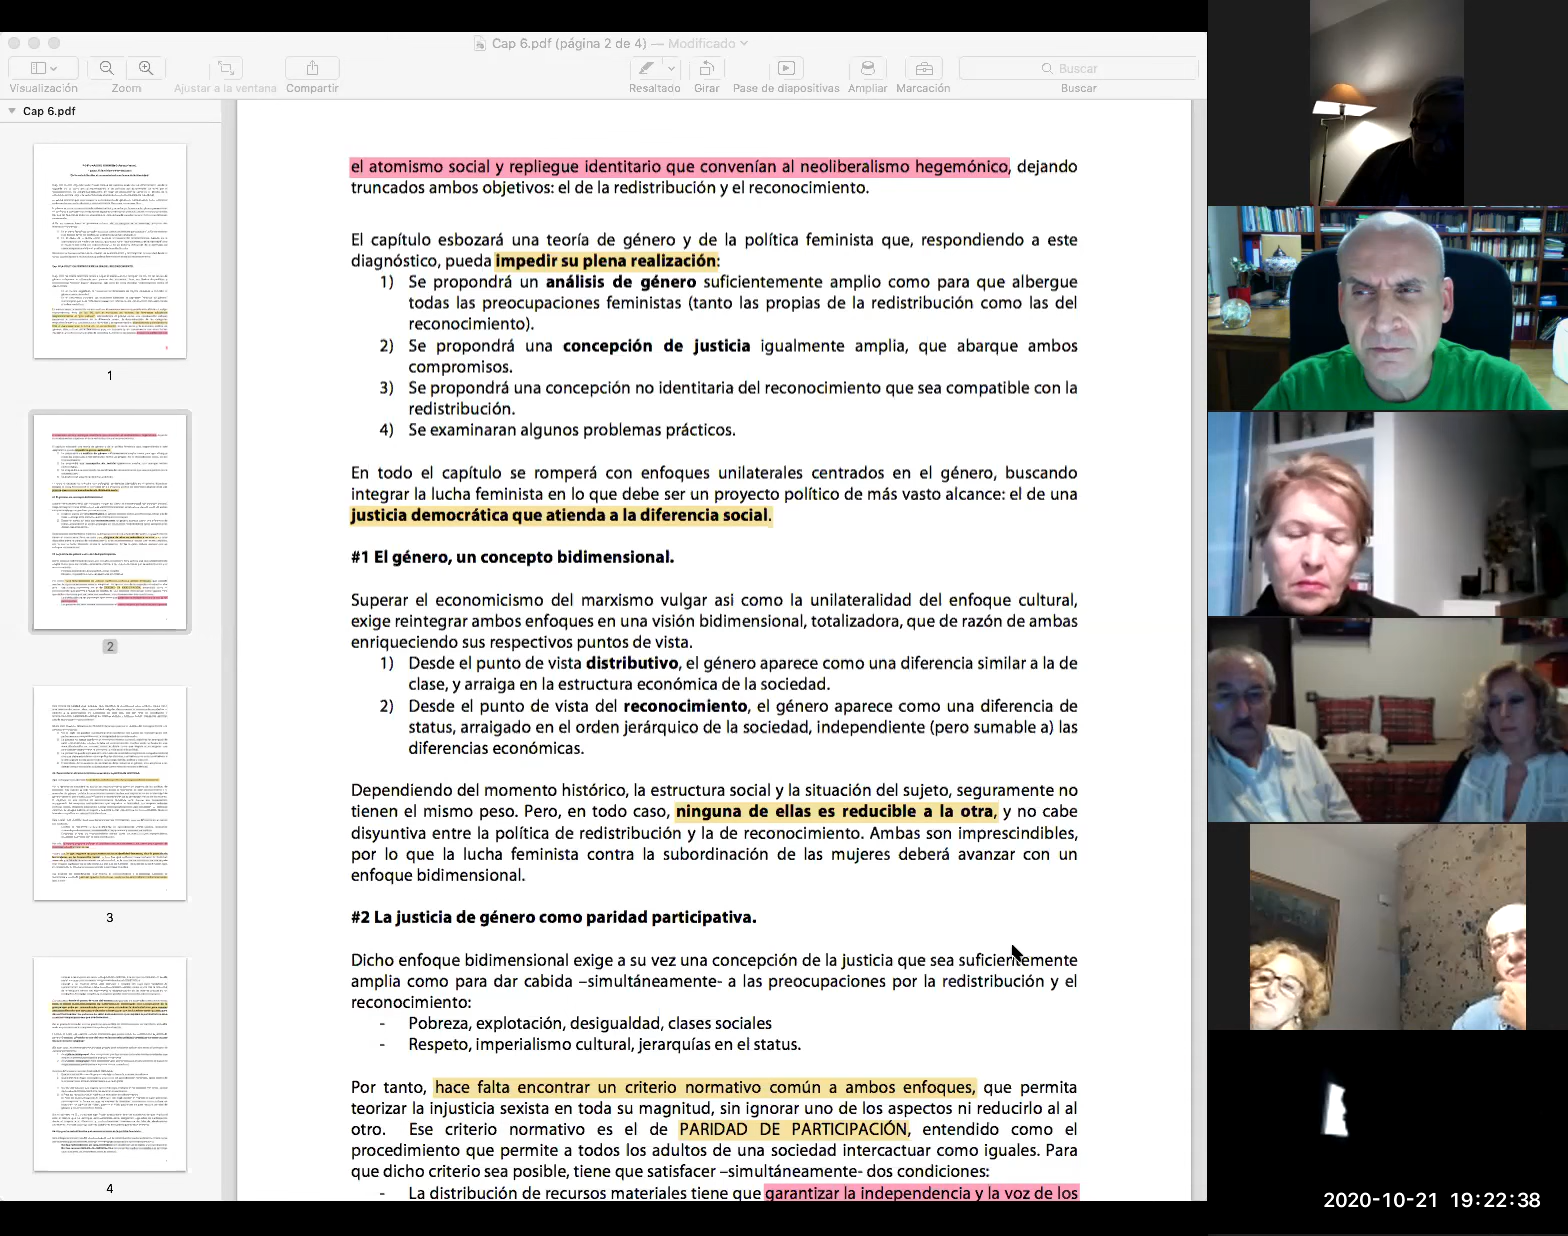 Cap 6.pdf (página 2 de 4) — Modificado
Visualización Zoom Ajustar a la ventana Compartir Resaltado Girar Pase de diapositivas Ampliar Marcación Buscar
Buscar
Cap 6.pdf
1
2
3
4
el atomismo social y repliegue identitario que convenían al neoliberalismo hegemónico, dejando
truncados ambos objetivos: el de la redistribución y el reconocimiento.
El capítulo esbozará una teoría de género y de la política feminista que, respondiendo a este
diagnóstico, pueda impedir su plena realización:
1) Se propondrá un análisis de género suficientemente amplio como para que albergue
todas las preocupaciones feministas (tanto las propias de la redistribución como las del
reconocimiento).
2) Se propondrá una concepción de justicia igualmente amplia, que abarque ambos
compromisos.
3) Se propondrá una concepción no identitaria del reconocimiento que sea compatible con la
redistribución.
4) Se examinaran algunos problemas prácticos.
En todo el capítulo se romperá con enfoques unilaterales centrados en el género, buscando
integrar la lucha feminista en lo que debe ser un proyecto político de más vasto alcance: el de una
justicia democrática que atienda a la diferencia social.
#1 El género, un concepto bidimensional.
Superar el economicismo del marxismo vulgar asi como la unilateralidad del enfoque cultural,
exige reintegrar ambos enfoques en una visión bidimensional, totalizadora, que de razón de ambas
enriqueciendo sus respectivos puntos de vista.
1) Desde el punto de vista distributivo, el género aparece como una diferencia similar a la de
clase, y arraiga en la estructura económica de la sociedad.
2) Desde el punto de vista del reconocimiento, el género aparece como una diferencia de
status, arraigado en el orden jerárquico de la sociedad, independiente (pero sumable a) las
diferencias económicas.
Dependiendo del momento histórico, la estructura social y la situación del sujeto, seguramente no
tienen el mismo peso. Pero, en todo caso, ninguna de ellas es reducible a la otra, y no cabe
disyuntiva entre la política de redistribución y la de reconocimiento. Ambas son imprescindibles,
por lo que la lucha feminista contra la subordinación de las mujeres deberá avanzar con un
enfoque bidimensional.
#2 La justicia de género como paridad participativa.
Dicho enfoque bidimensional exige a su vez una concepción de la justicia que sea suficientemente
amplia como para dar cabida –simultáneamente- a las preocupaciones por la redistribución y el
reconocimiento:
- Pobreza, explotación, desigualdad, clases sociales
- Respeto, imperialismo cultural, jerarquías en el status.
Por tanto, hace falta encontrar un criterio normativo común a ambos enfoques, que permita
teorizar la injusticia sexista en toda su magnitud, sin ignorar uno de los aspectos ni reducirlo al al
otro. Ese criterio normativo es el de PARIDAD DE PARTICIPACIÓN, entendido como el
procedimiento que permite a todos los adultos de una sociedad intercactuar como iguales. Para
que dicho criterio sea posible, tiene que satisfacer –simultáneamente- dos condiciones:
- La distribución de recursos materiales tiene que garantizar la independencia y la voz de los
2020-10-21 19:22:38